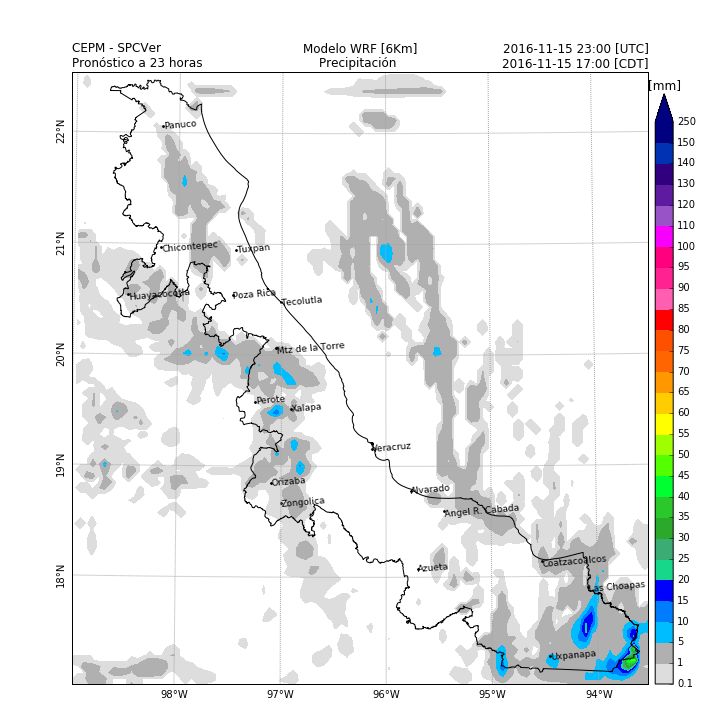 CEPM - SPCVer Modelo WRF [6Km] 2016-11-15 23:00 [UTC]
Pronóstico a 23 horas Precipitación 2016-11-15 17:00 [CDT]
[mm]
250
150
140
130
120
110
100
95
90
85
80
75
70
65
60
55
50
45
40
35
30
25
20
15
10
5
1
0.1
22°N
21°N
20°N
19°N
18°N
Panuco
Chicontepec
Tuxpan
Huayacocotla
Poza Rica
Tecolutla
Mtz de la Torre
Perote
Xalapa
Veracruz
Orizaba
Alvarado
Zongolica
Angel R. Cabada
Azueta
Coatzacoalcos
Las Choapas
Uxpanapa
98°W 97°W 96°W 95°W 94°W